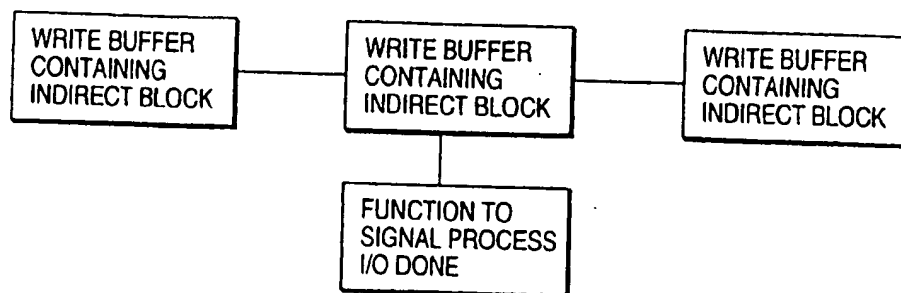 WRITE BUFFER
CONTAINING
INDIRECT BLOCK
WRITE BUFFER
CONTAINING
INDIRECT BLOCK
WRITE BUFFER
CONTAINING
INDIRECT BLOCK
FUNCTION TO
SIGNAL PROCESS
I/O DONE